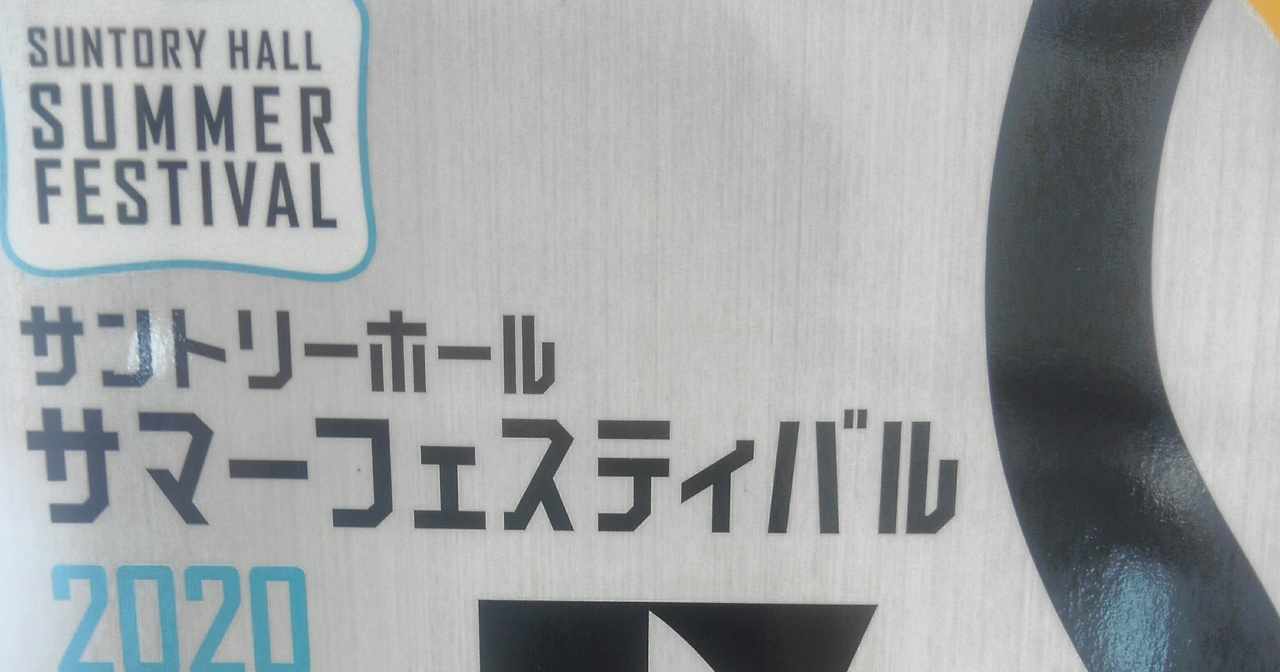 SUNTORY HALL
SUMMER
FESTIVAL
サントリーホール
サマーフェスティバル
2020